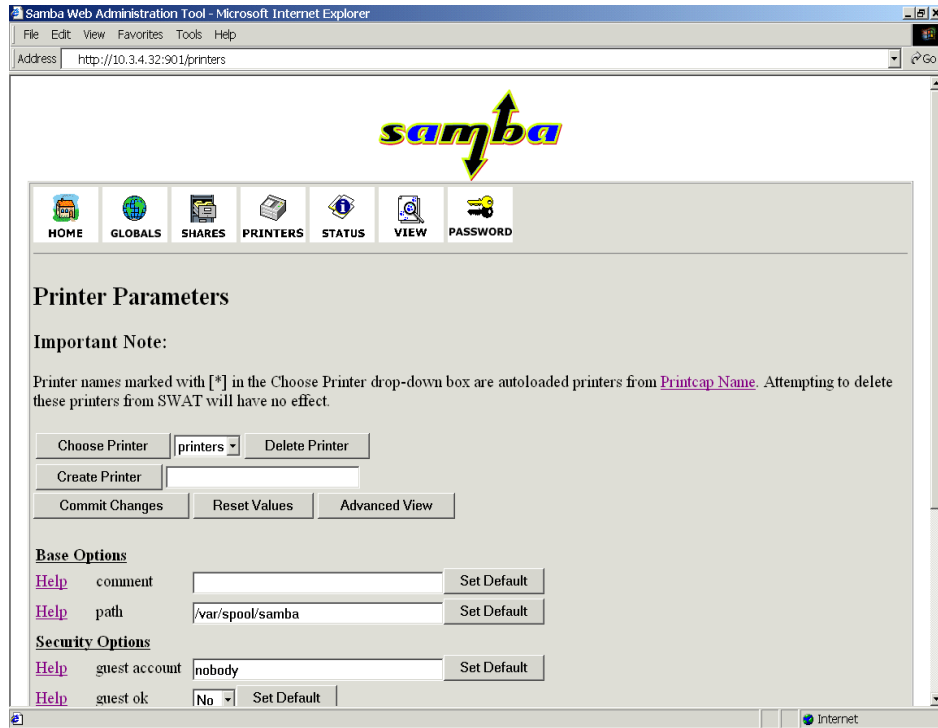 Samba Web Administration Tool - Microsoft Internet Explorer
File Edit View Favorites Tools Help
Address http://10.3.4.32:901/printers Go
samba
HOME GLOBALS SHARES PRINTERS STATUS VIEW PASSWORD
Printer Parameters
Important Note:
Printer names marked with [*] in the Choose Printer drop-down box are autoloaded printers from Printcap Name. Attempting to delete
these printers from SWAT will have no effect.
Choose Printer printers Delete Printer
Create Printer
Commit Changes Reset Values Advanced View
Base Options
Help comment Set Default
Help path /var/spool/samba Set Default
Security Options
Help guest account nobody Set Default
Help guest ok No Set Default
Internet